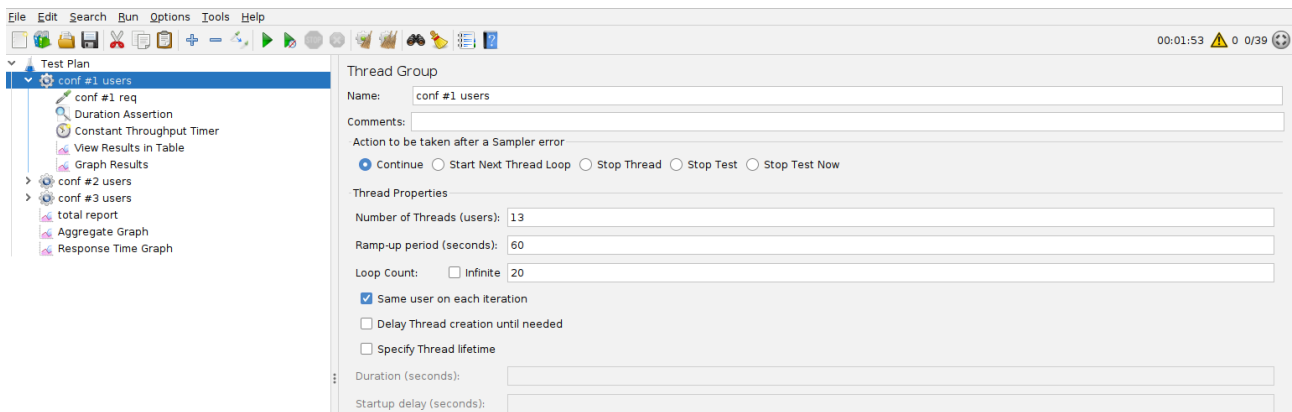 File Edit Search Run Options Tools Help
00:01:53 0 0/39
Test Plan
conf #1 users
conf #1 req
Duration Assertion
Constant Throughput Timer
View Results in Table
Graph Results
conf #2 users
conf #3 users
total report
Aggregate Graph
Response Time Graph
Thread Group
Name: conf #1 users
Comments:
Action to be taken after a Sampler error
Continue Start Next Thread Loop Stop Thread Stop Test Stop Test Now
Thread Properties
Number of Threads (users): 13
Ramp-up period (seconds): 60
Loop Count: Infinite 20
Same user on each iteration
Delay Thread creation until needed
Specify Thread lifetime
Duration (seconds):
Startup delay (seconds):